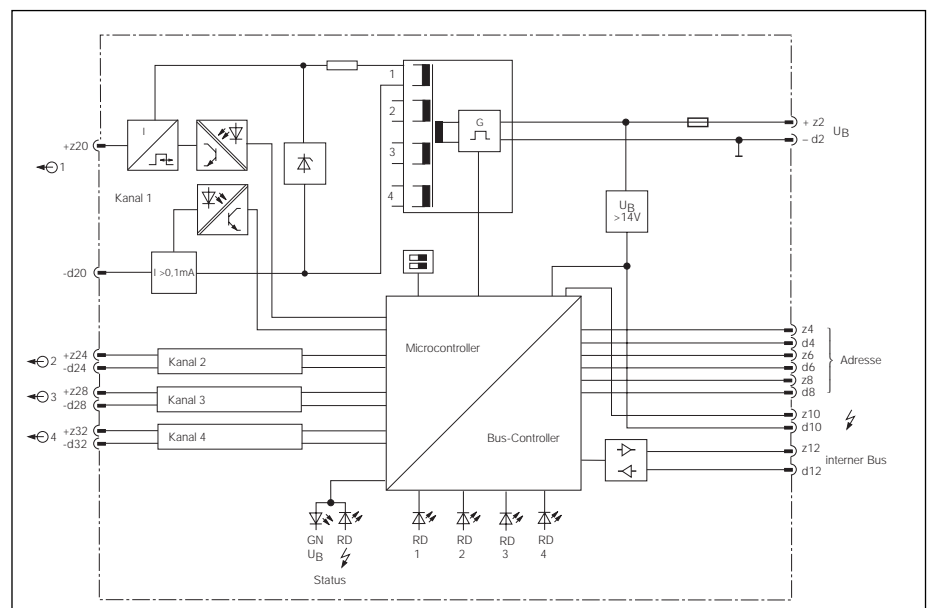 1
2
3
4
G
+ z2
– d2
UB
I
+z20
1
Kanal 1
UB
>14V
-d20
I >0,1mA
Microcontroller
Bus-Controller
z4
d4
z6
d6
z8
d8
Adresse
z10
d10
z12
d12
interner Bus
2 +z24
-d24
Kanal 2
3 +z28
-d28
Kanal 3
4 +z32
-d32
Kanal 4
GN RD RD RD RD RD
UB 1 2 3 4
Status